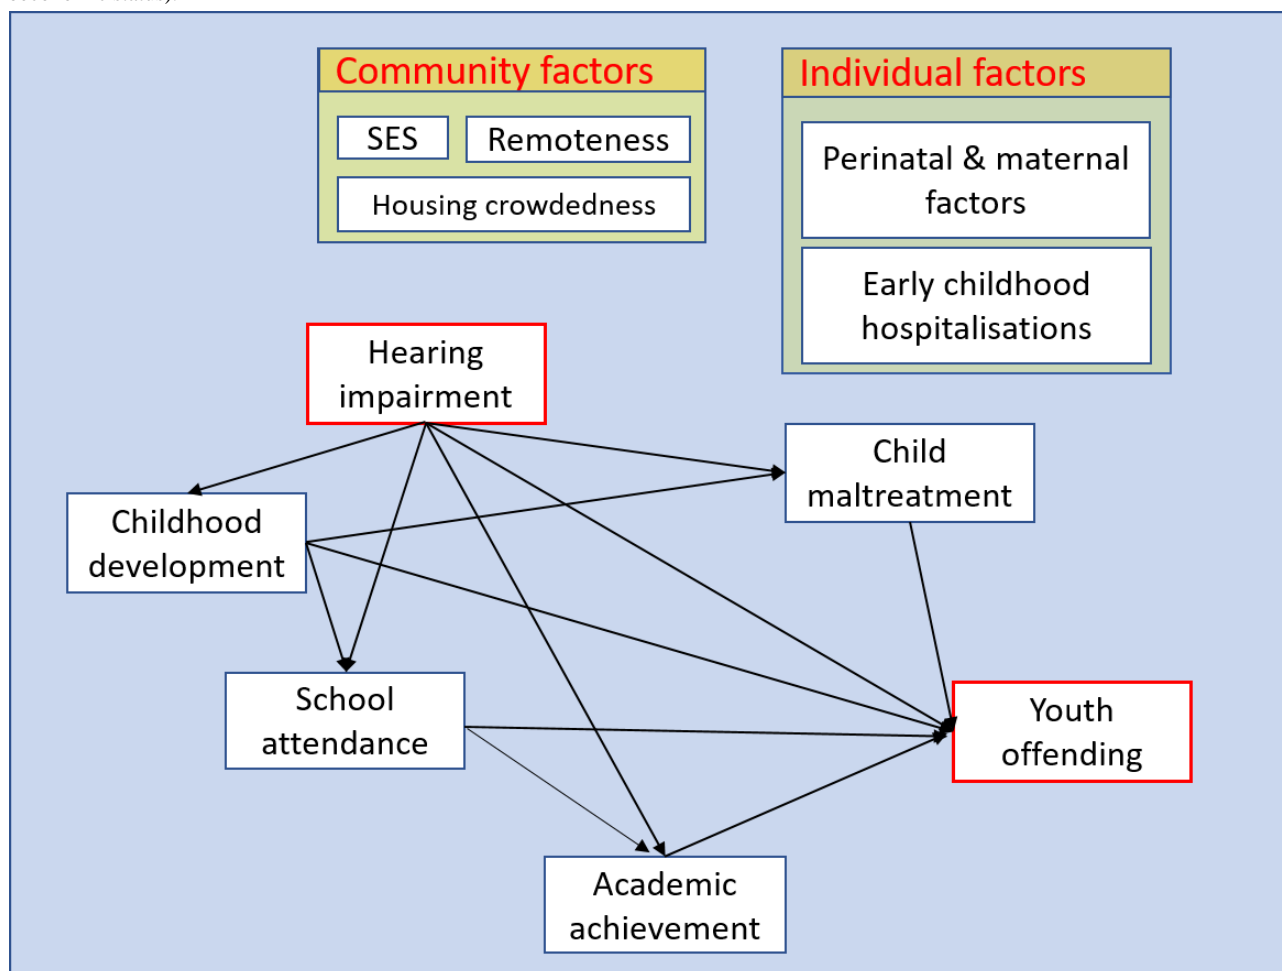 Community factors
SES
Remoteness
Housing crowdedness
Individual factors
Perinatal & maternal
factors
Early childhood
hospitalisations
Hearing
impairment
Child
maltreatment
Childhood
development
School
attendance
Youth
offending
Academic
achievement